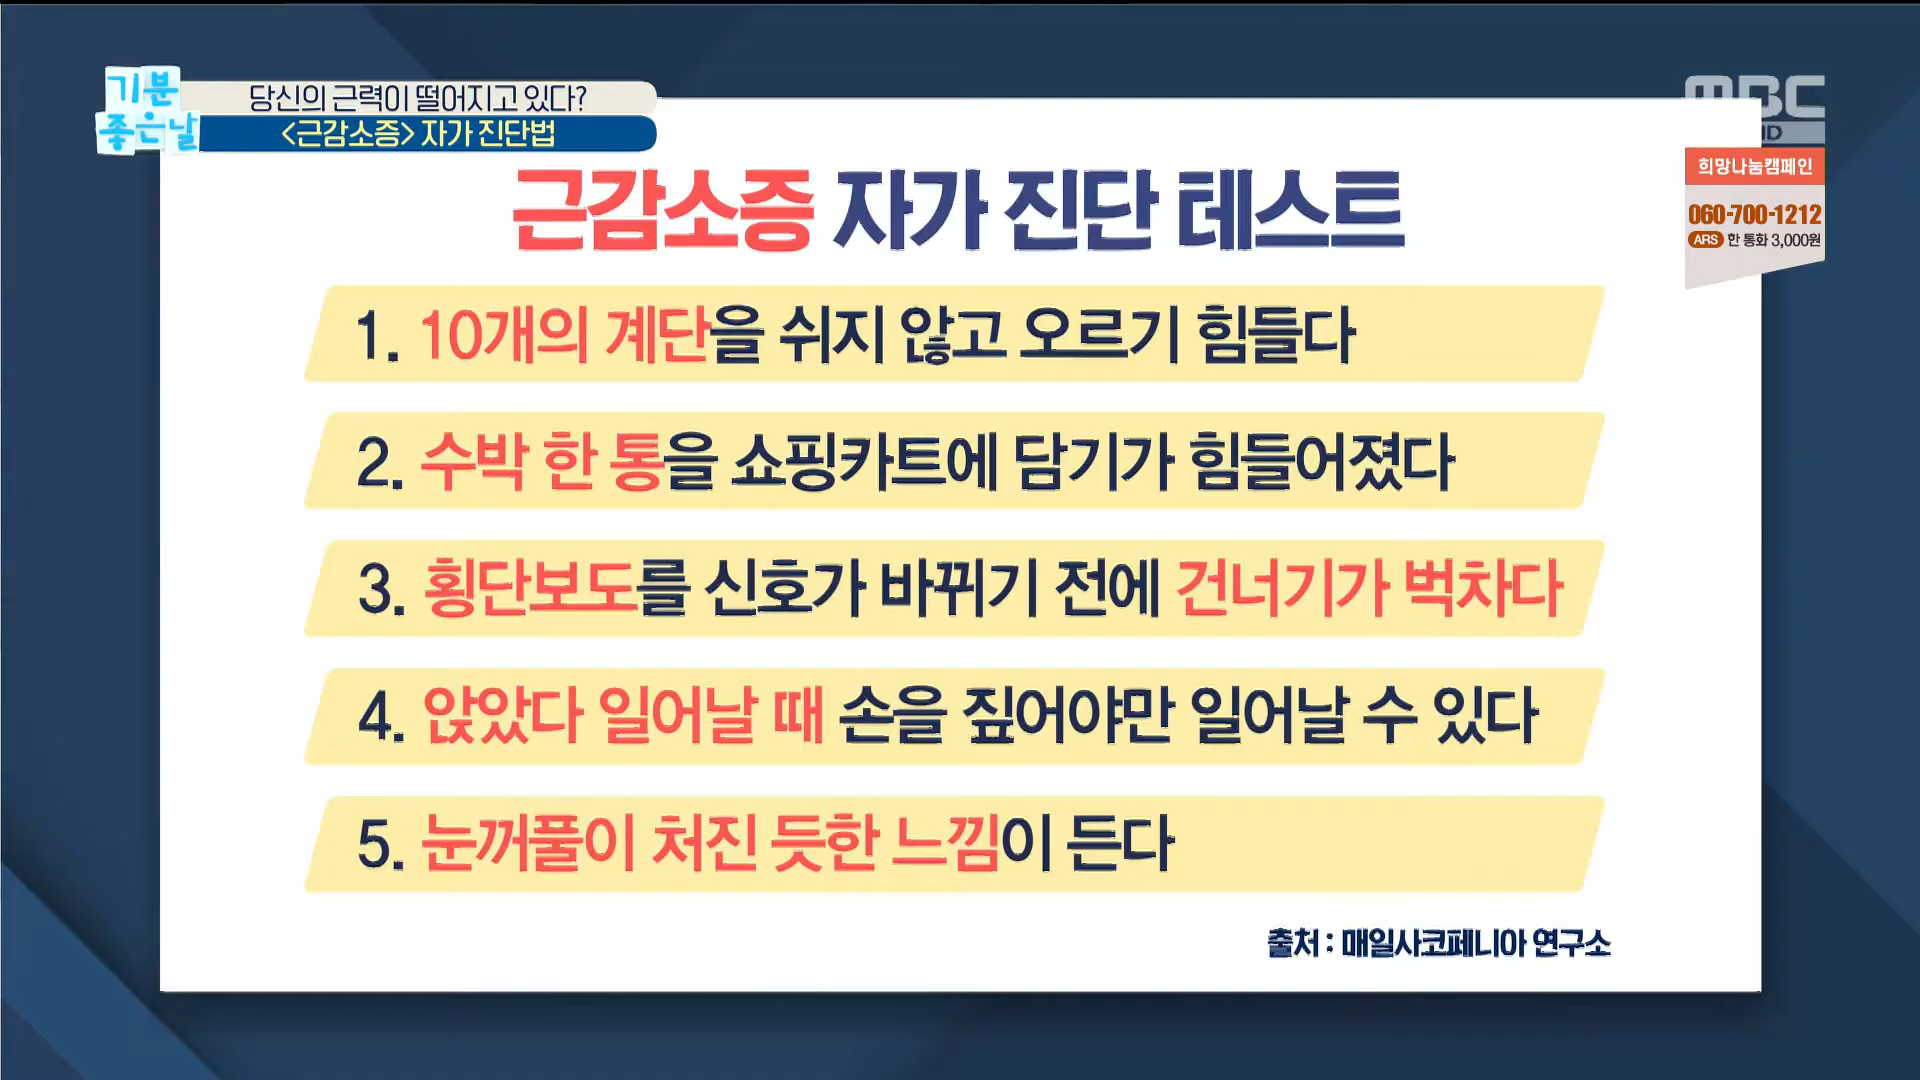 기분
좋은날
당신의 근력이 떨어지고 있다?
<근감소증> 자가 진단법
MBC
HD
희망나눔캠페인
060-700-1212
ARS 한 통화 3,000원
근감소증 자가 진단 테스트
1. 10개의 계단을 쉬지 않고 오르기 힘들다
2. 수박 한 통을 쇼핑카트에 담기가 힘들어졌다
3. 횡단보도를 신호가 바뀌기 전에 건너기가 벅차다
4. 앉았다 일어날 때 손을 짚어야만 일어날 수 있다
5. 눈꺼풀이 처진 듯한 느낌이 든다
출처 : 매일사코페니아 연구소